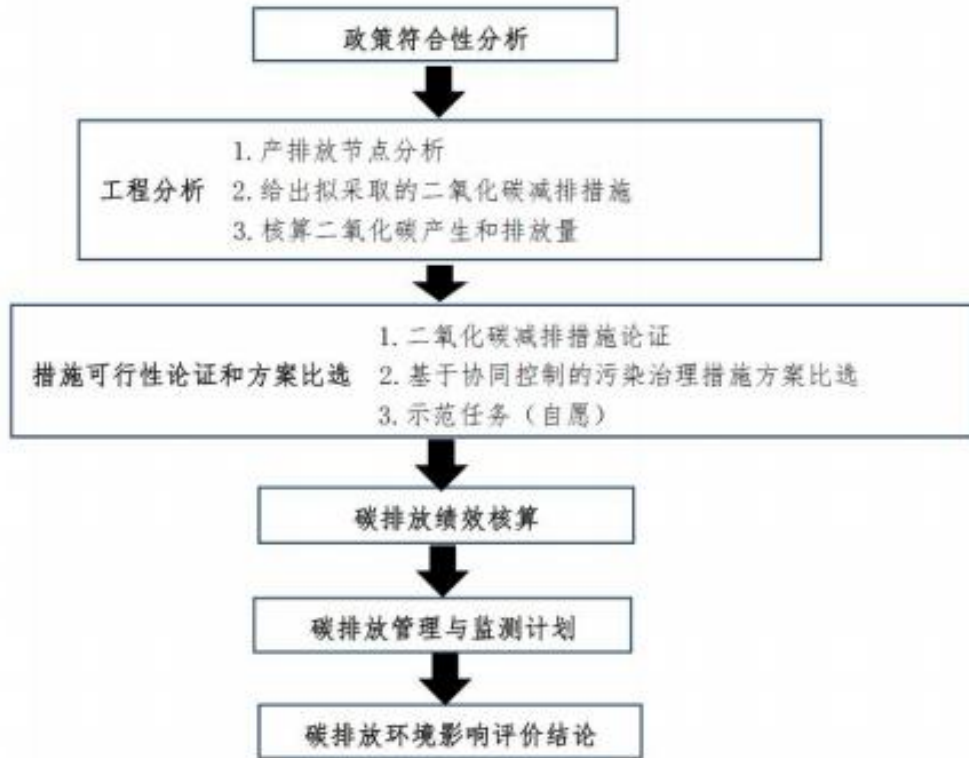 政策符合性分析
1. 产排放节点分析
工程分析 2. 给出拟采取的二氧化碳减排措施
3. 核算二氧化碳产生和排放量
1. 二氧化碳减排措施论证
措施可行性论证和方案比选 2. 基于协同控制的污染治理措施方案比选
3. 示范任务（自愿）
碳排放绩效核算
碳排放管理与监测计划
碳排放环境影响评价结论